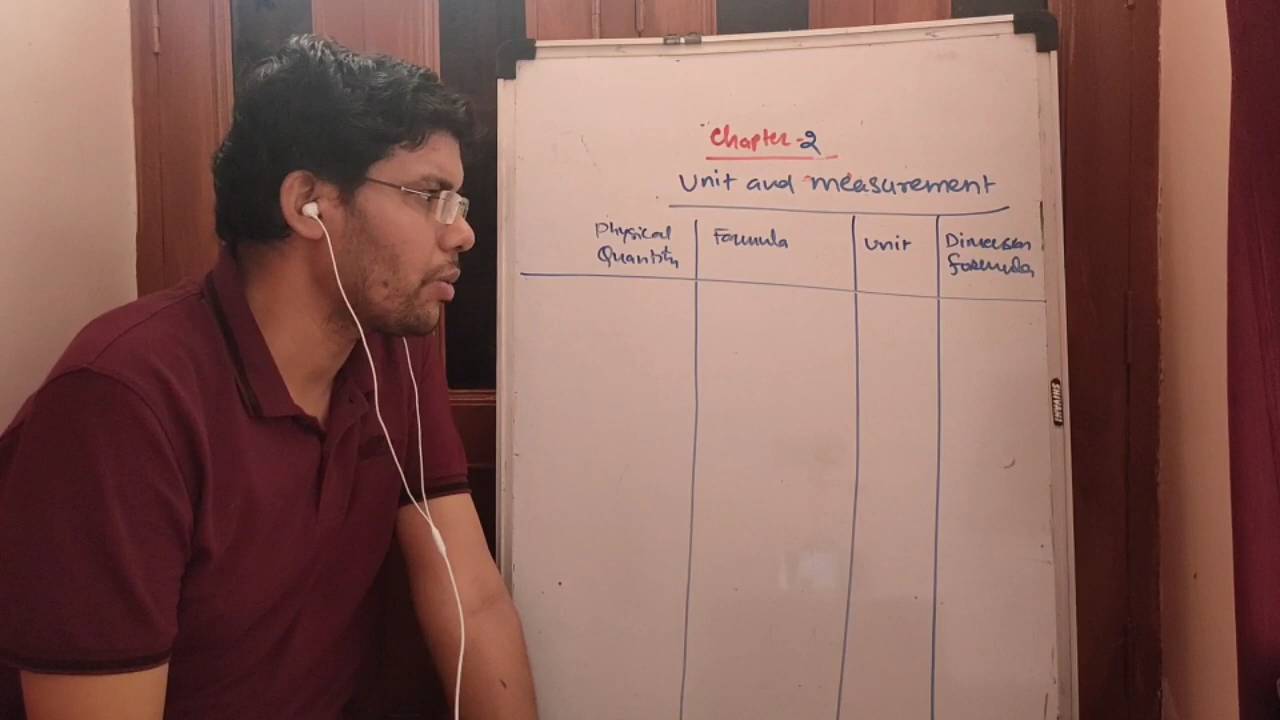 Chapter-2
Unit and measurement
Physical
Quantity
Formula
Unit
Dimension
formula